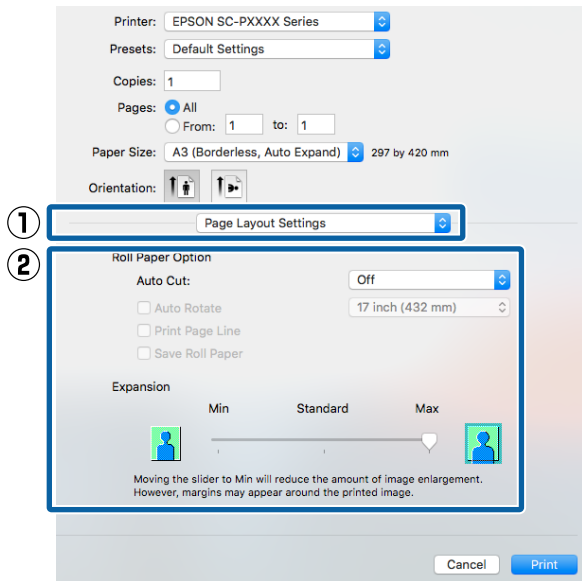 Printer: EPSON SC-PXXXX Series
Presets: Default Settings
Copies: 1
Pages: All
From: 1 to: 1
Paper Size: A3 (Borderless, Auto Expand) 297 by 420 mm
Orientation:
1 Page Layout Settings
2
Roll Paper Option
Auto Cut: Off
Auto Rotate 17 inch (432 mm)
Print Page Line
Save Roll Paper
Expansion
Min Standard Max
Moving the slider to Min will reduce the amount of image enlargement.
However, margins may appear around the printed image.
Cancel Print